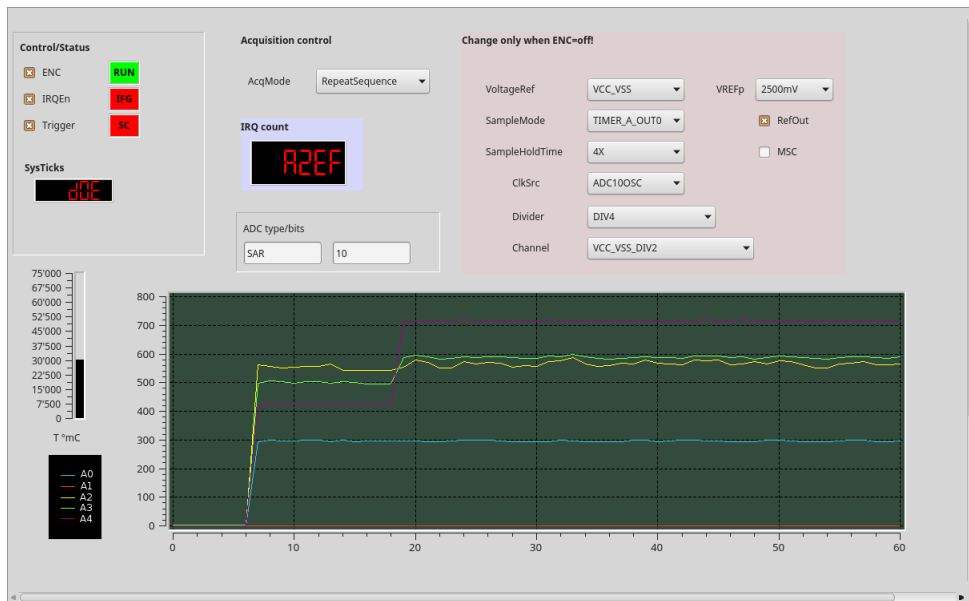 Control/Status
ENC RUN
IRQEn IFG
Trigger SC
SysTicks
d0E
Acquisition control
AcqMode RepeatSequence
IRQ count
A2EF
ADC type/bits
SAR 10
Change only when ENC=off!
VoltageRef VCC_VSS VREFp 2500mV
SampleMode TIMER_A_OUT0 RefOut
SampleHoldTime 4X MSC
ClkSrc ADC10OSC
Divider DIV4
Channel VCC_VSS_DIV2
75'000
67'500
60'000
52'500
45'000
37'500
30'000
22'500
15'000
7'500
0
T °mC
A0
A1
A2
A3
A4
800
700
600
500
400
300
200
100
0
0 10 20 30 40 50 60